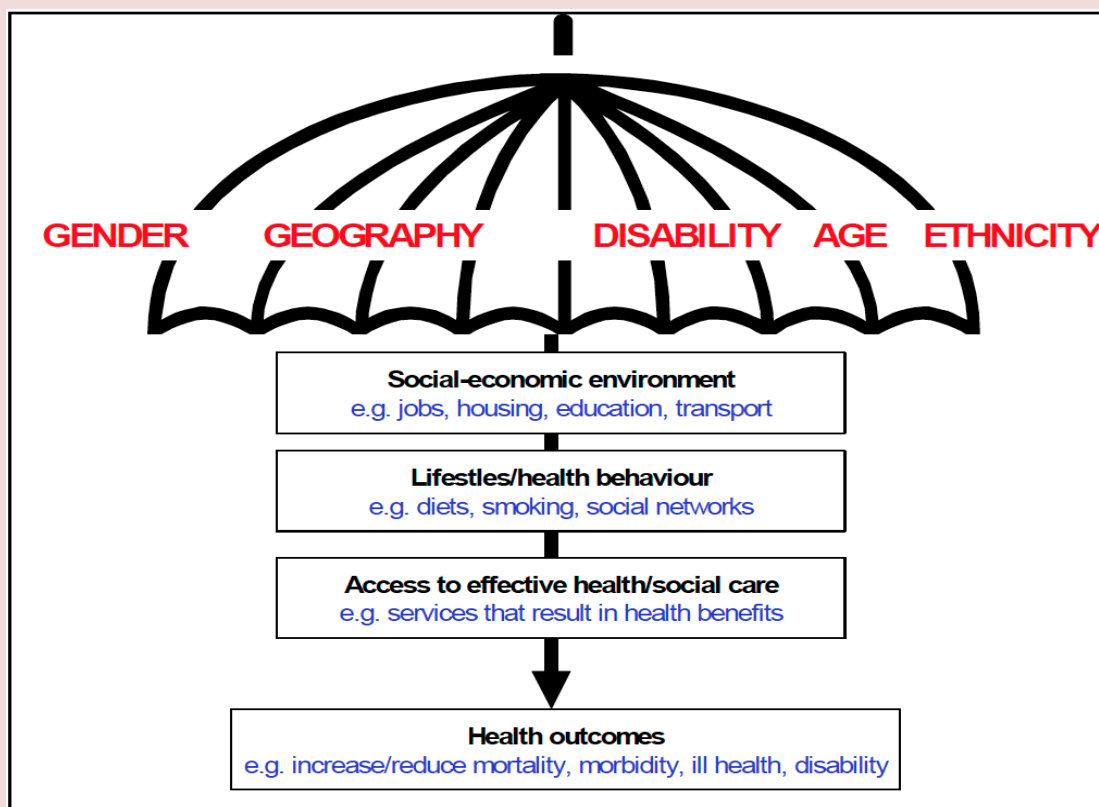 GENDER GEOGRAPHY DISABILITY AGE ETHNICITY
Social-economic environment
e.g. jobs, housing, education, transport
Lifestles/health behaviour
e.g. diets, smoking, social networks
Access to effective health/social care
e.g. services that result in health benefits
Health outcomes
e.g. increase/reduce mortality, morbidity, ill health, disability